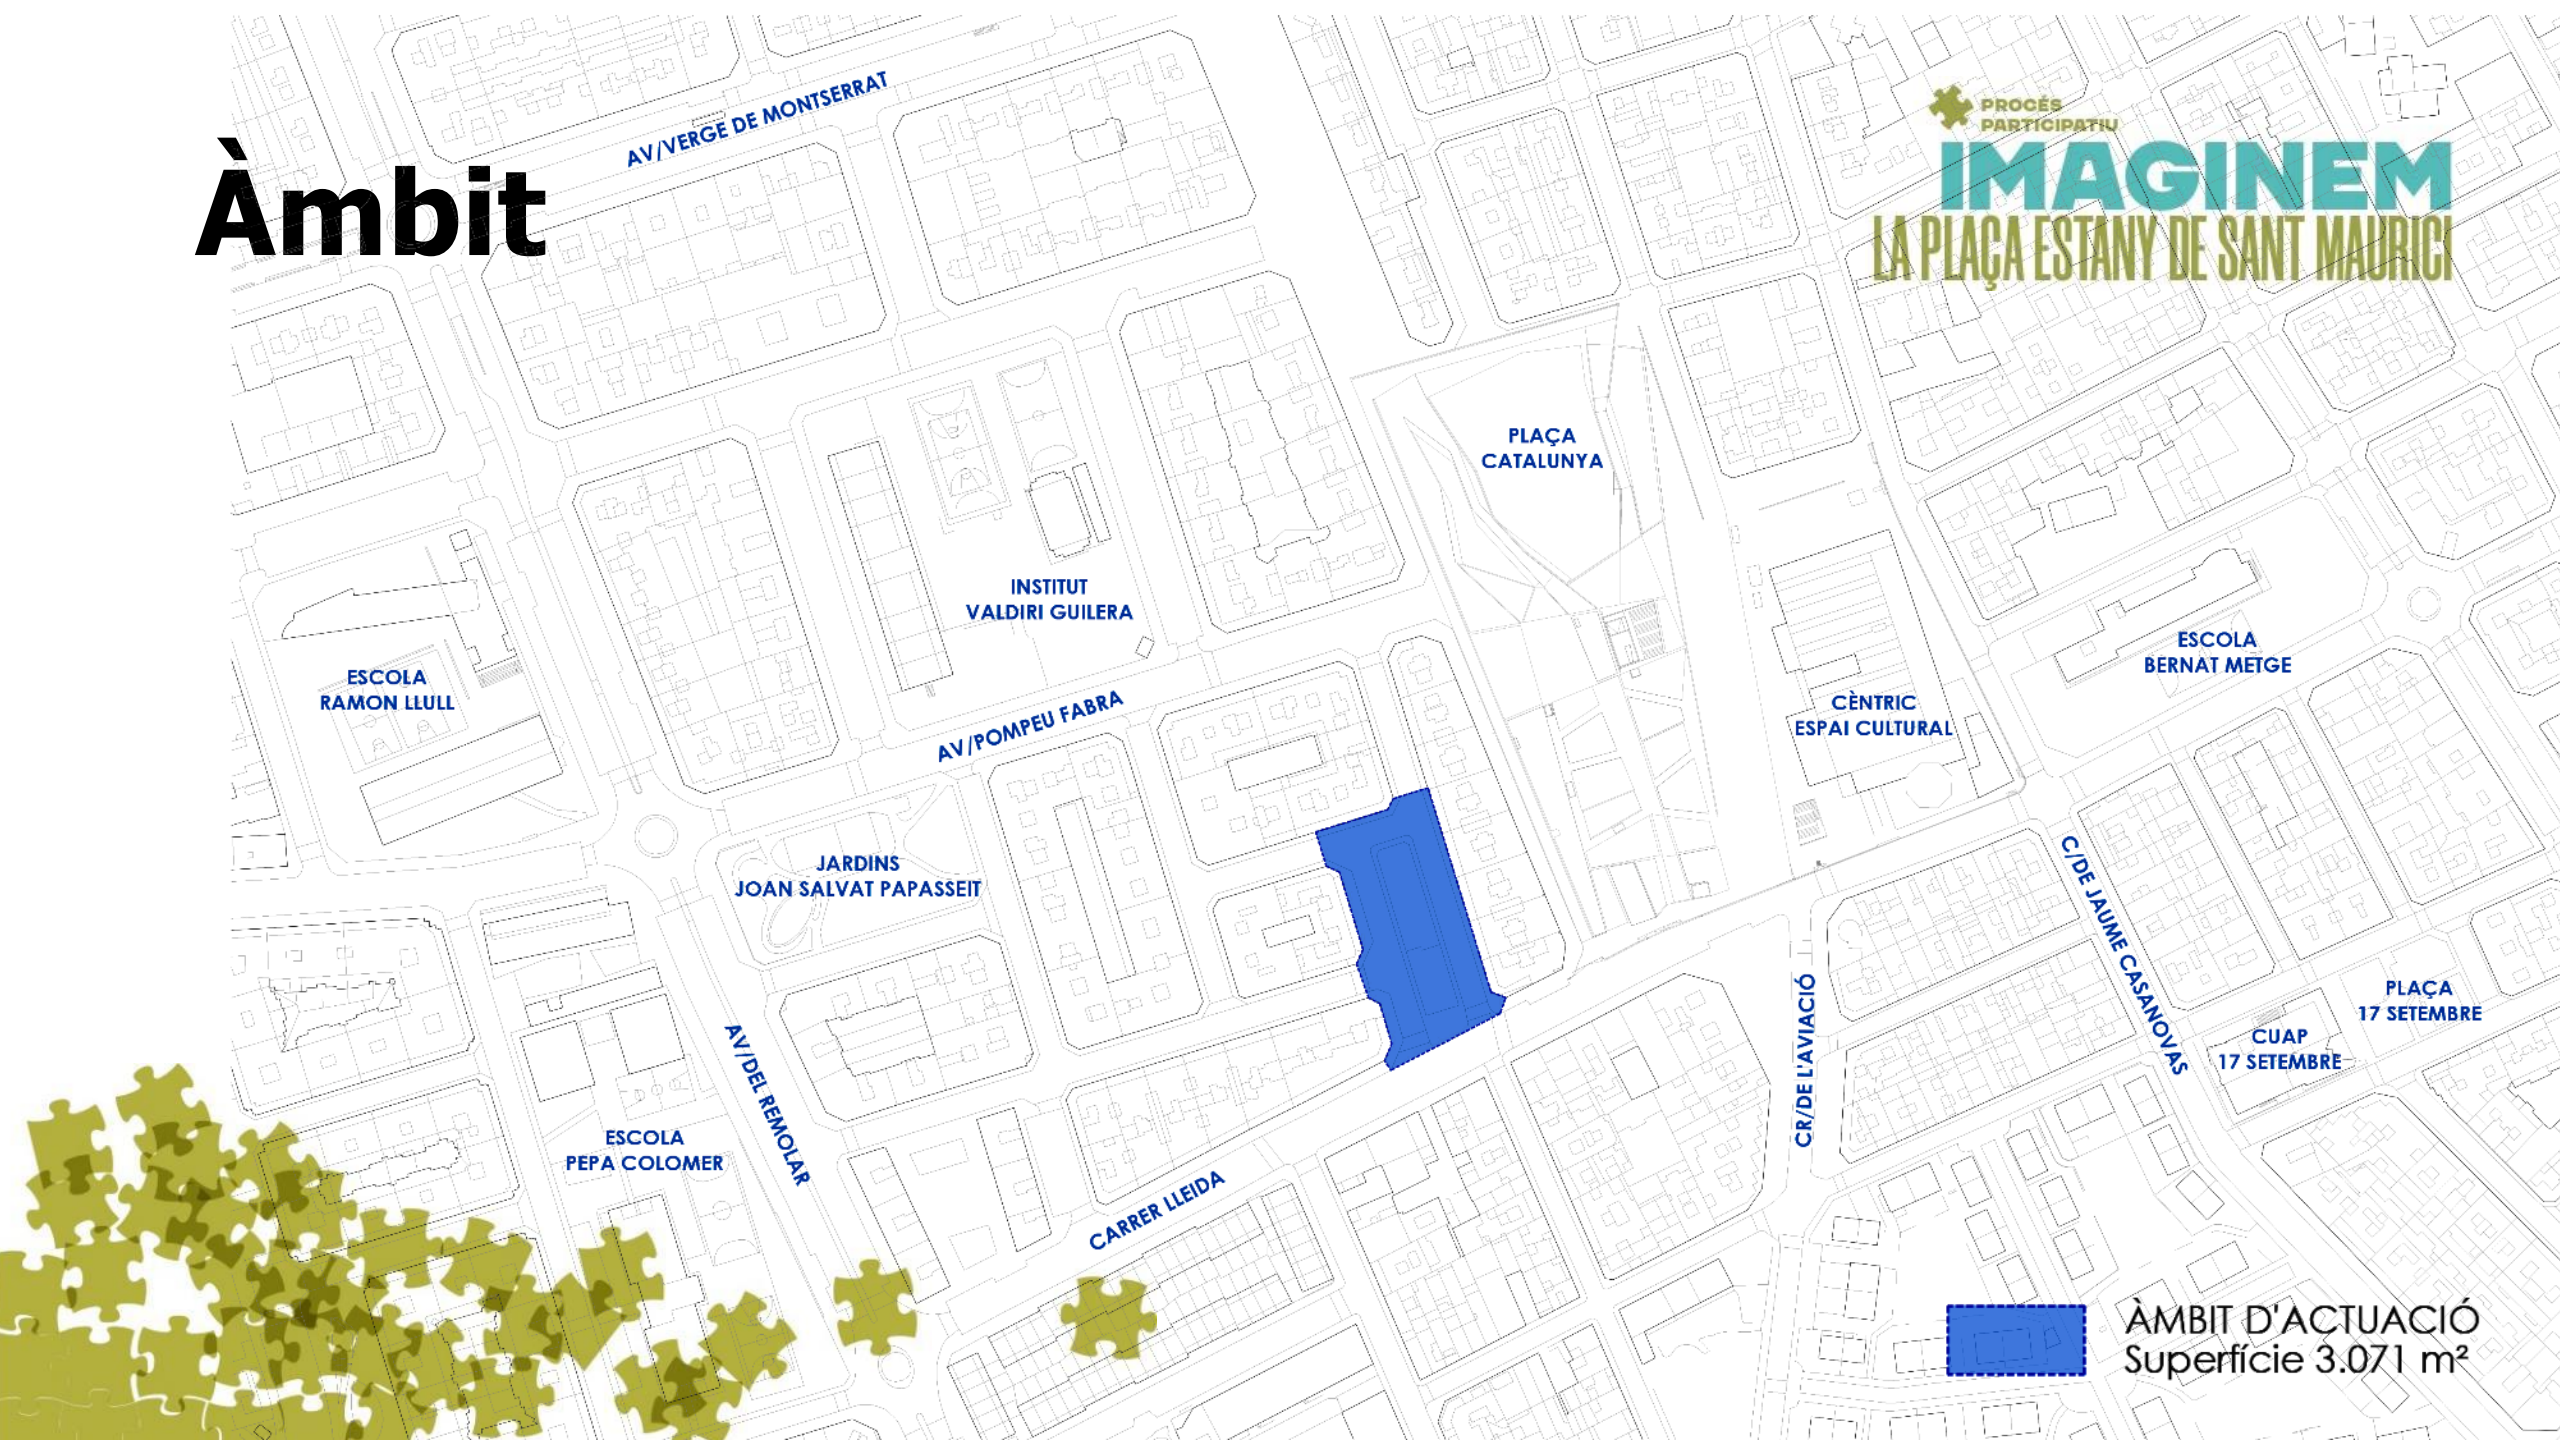 Àmbit
PROCÉS
PARTICIPATIU
IMAGINEM
LA PLAÇA ESTANY DE SANT MAURICI
AV/VERGE DE MONTSERRAT
PLAÇA
CATALUNYA
INSTITUT
VALDIRI GUILERA
ESCOLA
RAMON LLULL
ESCOLA
BERNAT METGE
AV/POMPEU FABRA
CÈNTRIC
ESPAI CULTURAL
JARDINS
JOAN SALVAT PAPASSEIT
C/DE JAUME CASANOVAS
CR/DE L'AVIACIÓ
PLAÇA
17 SETEMBRE
CUAP
17 SETEMBRE
AV/DEL REMOLAR
ESCOLA
PEPA COLOMER
CARRER LLEIDA
ÀMBIT D'ACTUACIÓ
Superfície 3.071 m²